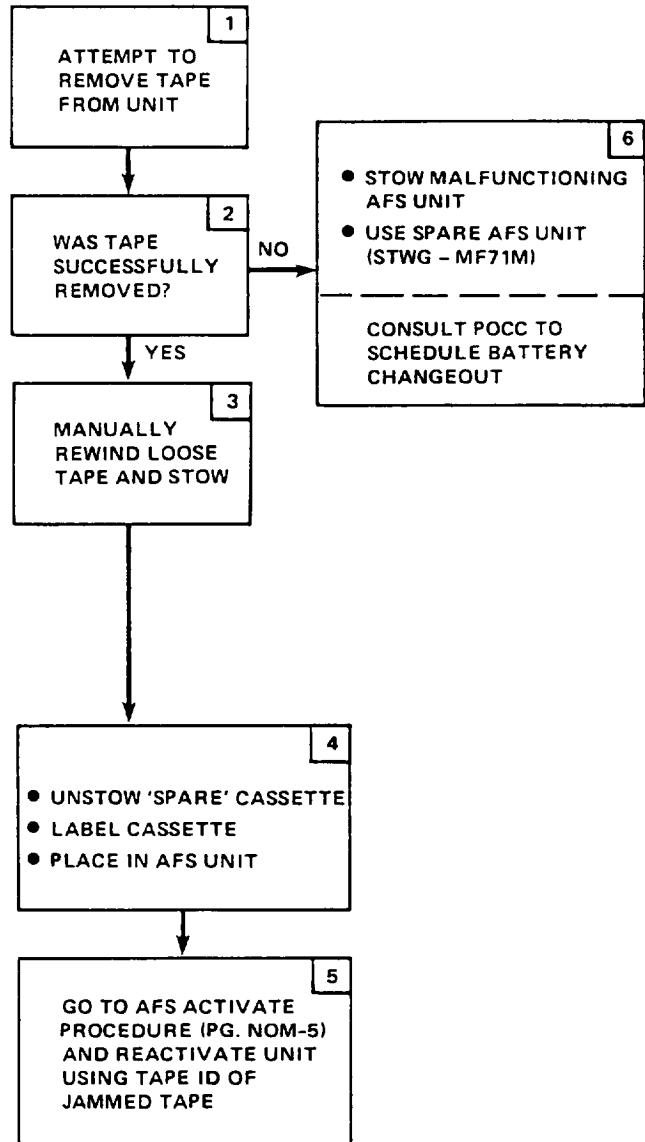 1
ATTEMPT TO
REMOVE TAPE
FROM UNIT
2
WAS TAPE
SUCCESSFULLY
REMOVED?
NO
YES
6
● STOW MALFUNCTIONING
AFS UNIT
● USE SPARE AFS UNIT
(STWG – MF71M)
CONSULT POCC TO
SCHEDULE BATTERY
CHANGEOUT
3
MANUALLY
REWIND LOOSE
TAPE AND STOW
4
● UNSTOW 'SPARE' CASSETTE
● LABEL CASSETTE
● PLACE IN AFS UNIT
5
GO TO AFS ACTIVATE
PROCEDURE (PG. NOM-5)
AND REACTIVATE UNIT
USING TAPE ID OF
JAMMED TAPE